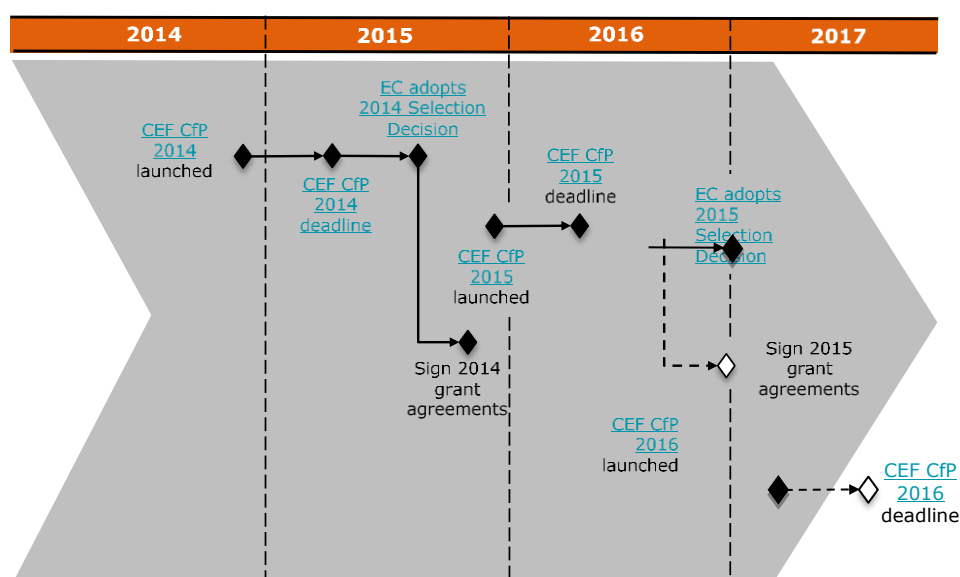 2014
2015
2016
2017
EC adopts
2014 Selection
Decision
CEF CfP
2014
launched
CEF CfP
2014
deadline
CEF CfP
2015
deadline
EC adopts
2015
Selection
Decision
CEF CfP
2015
launched
Sign 2014
grant
agreements
Sign 2015
grant
agreements
CEF CfP
2016
launched
CEF CfP
2016
deadline